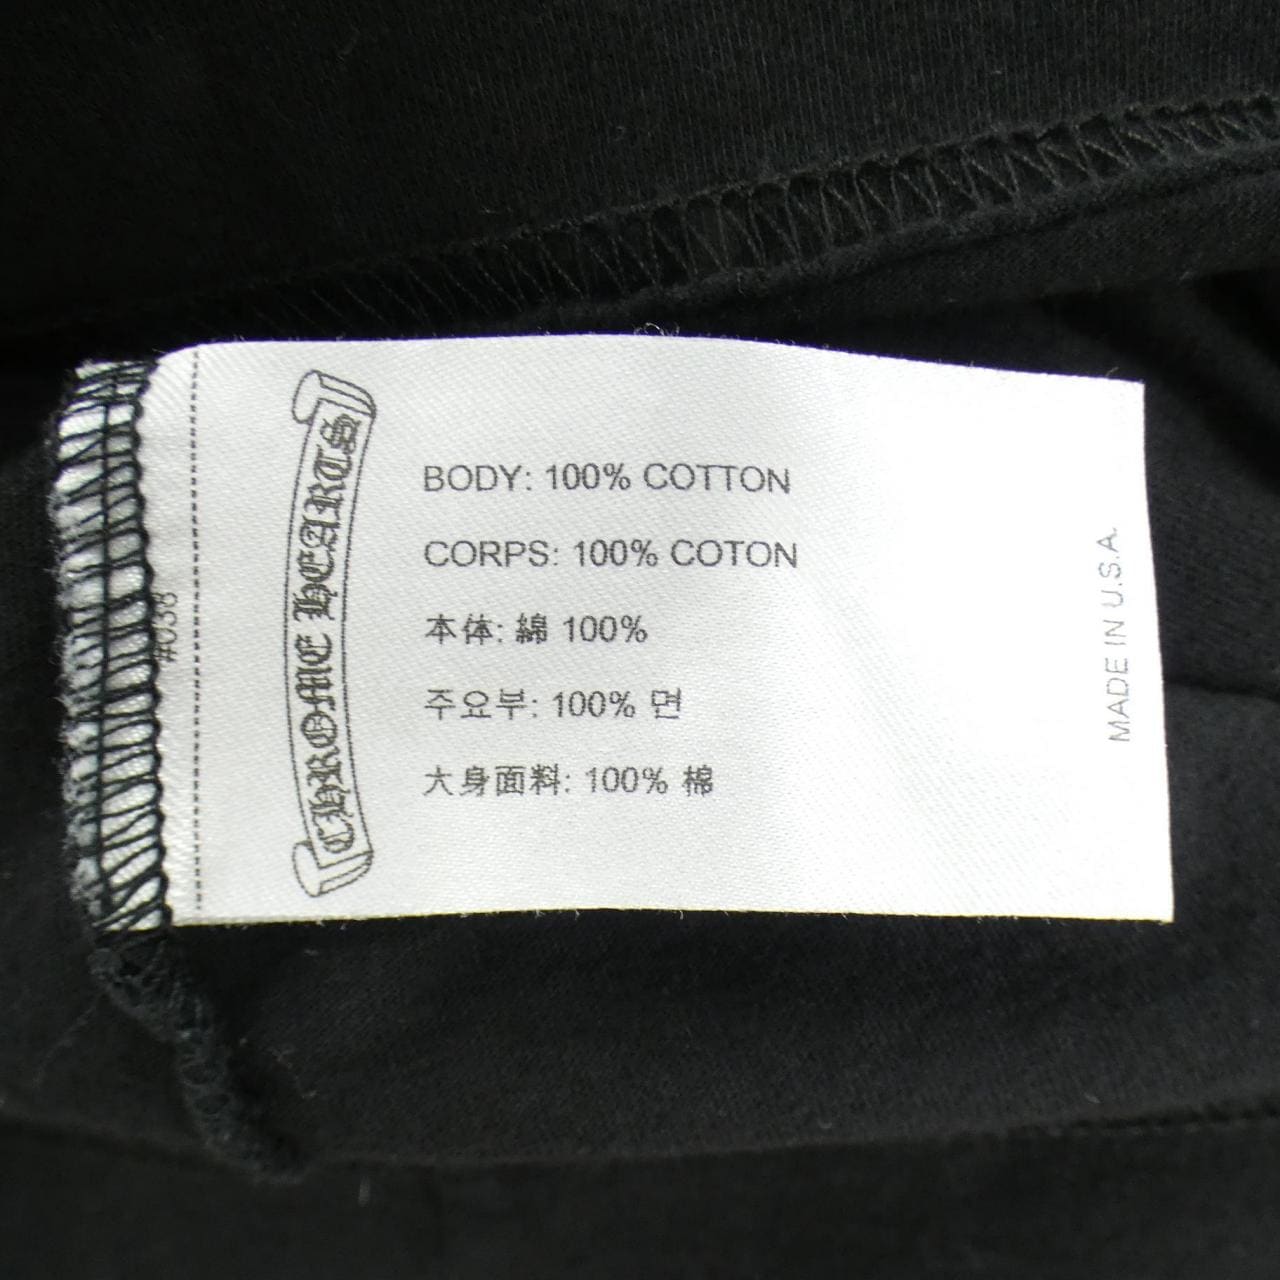 CHROME HEARTS
BODY: 100% COTTON
CORPS: 100% COTON
本体: 綿 100%
주요부: 100% 면
大身面料: 100% 棉
MADE IN U.S.A.
#038